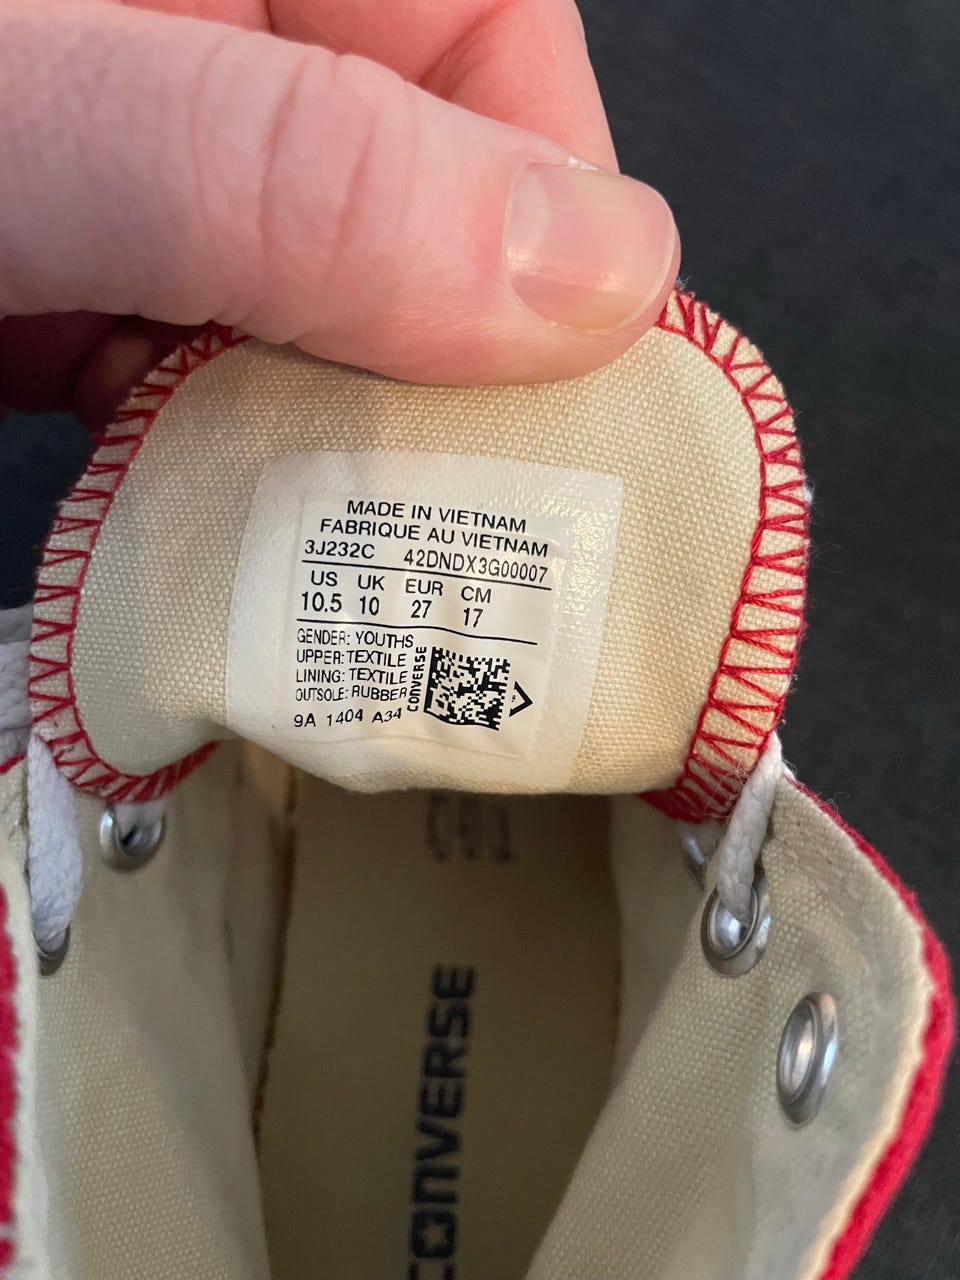 MADE IN VIETNAM
FABRIQUE AU VIETNAM
3J232C 42DNDX3G00007
US UK EUR CM
10.5 10 27 17
GENDER: YOUTHS
UPPER: TEXTILE
LINING: TEXTILE
OUTSOLE: RUBBER
CONVERSE
9A 1404 A34
CONVERSE